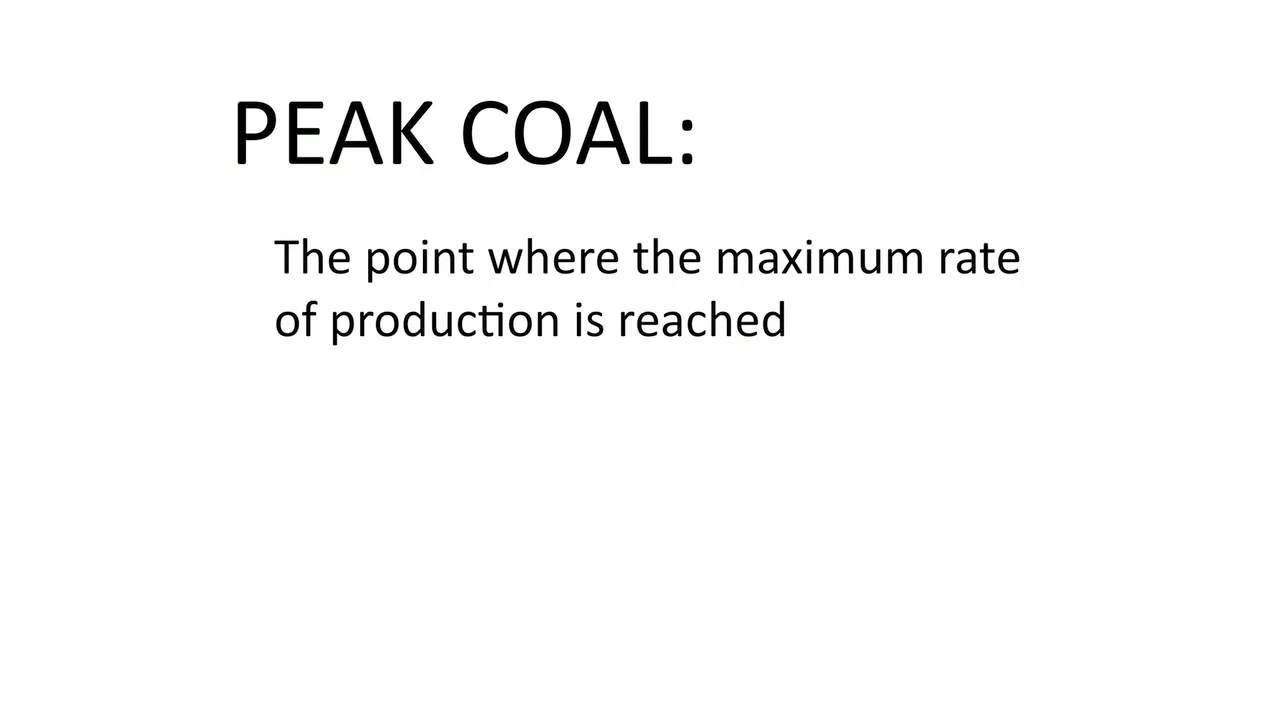 PEAK COAL:
The point where the maximum rate
of production is reached